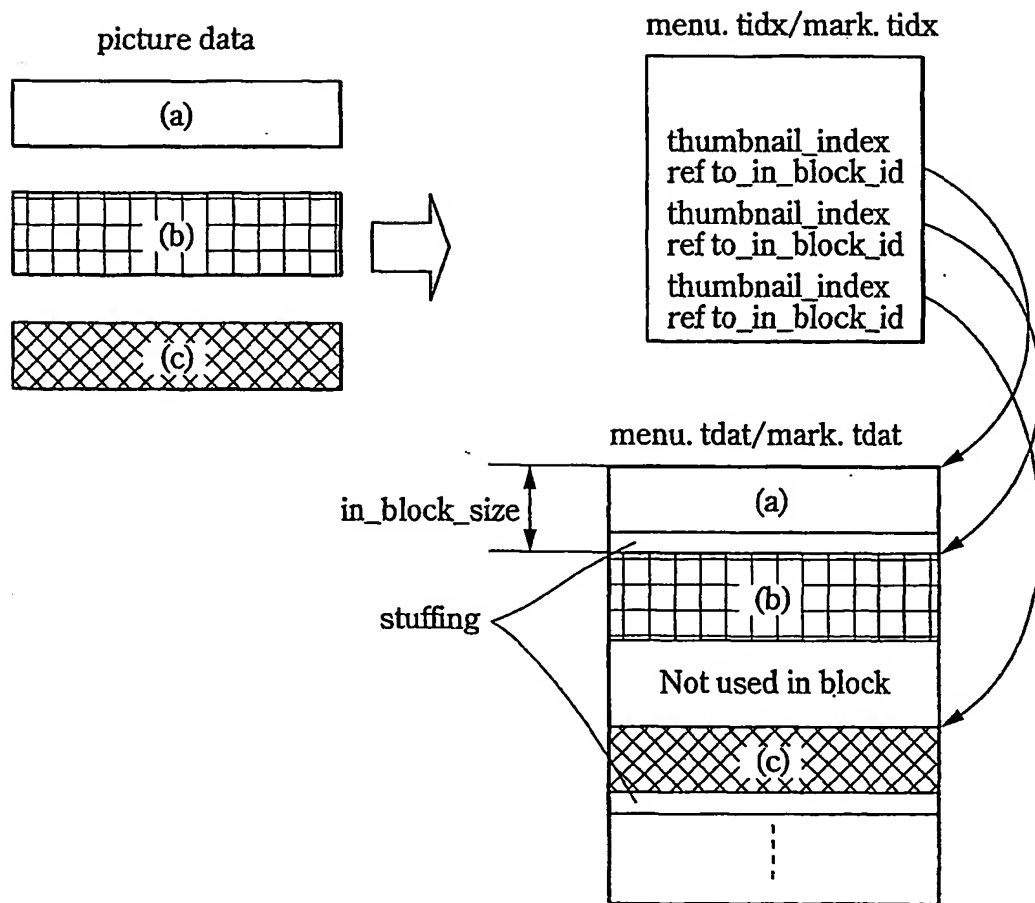 picture data
(a)
(b)
(c)
menu. tidx/mark. tidx
thumbnail_index
ref to_in_block_id
thumbnail_index
ref to_in_block_id
thumbnail_index
ref to_in_block_id
menu. tdat/mark. tdat
in_block_size
(a)
stuffing
(b)
Not used in block
(c)